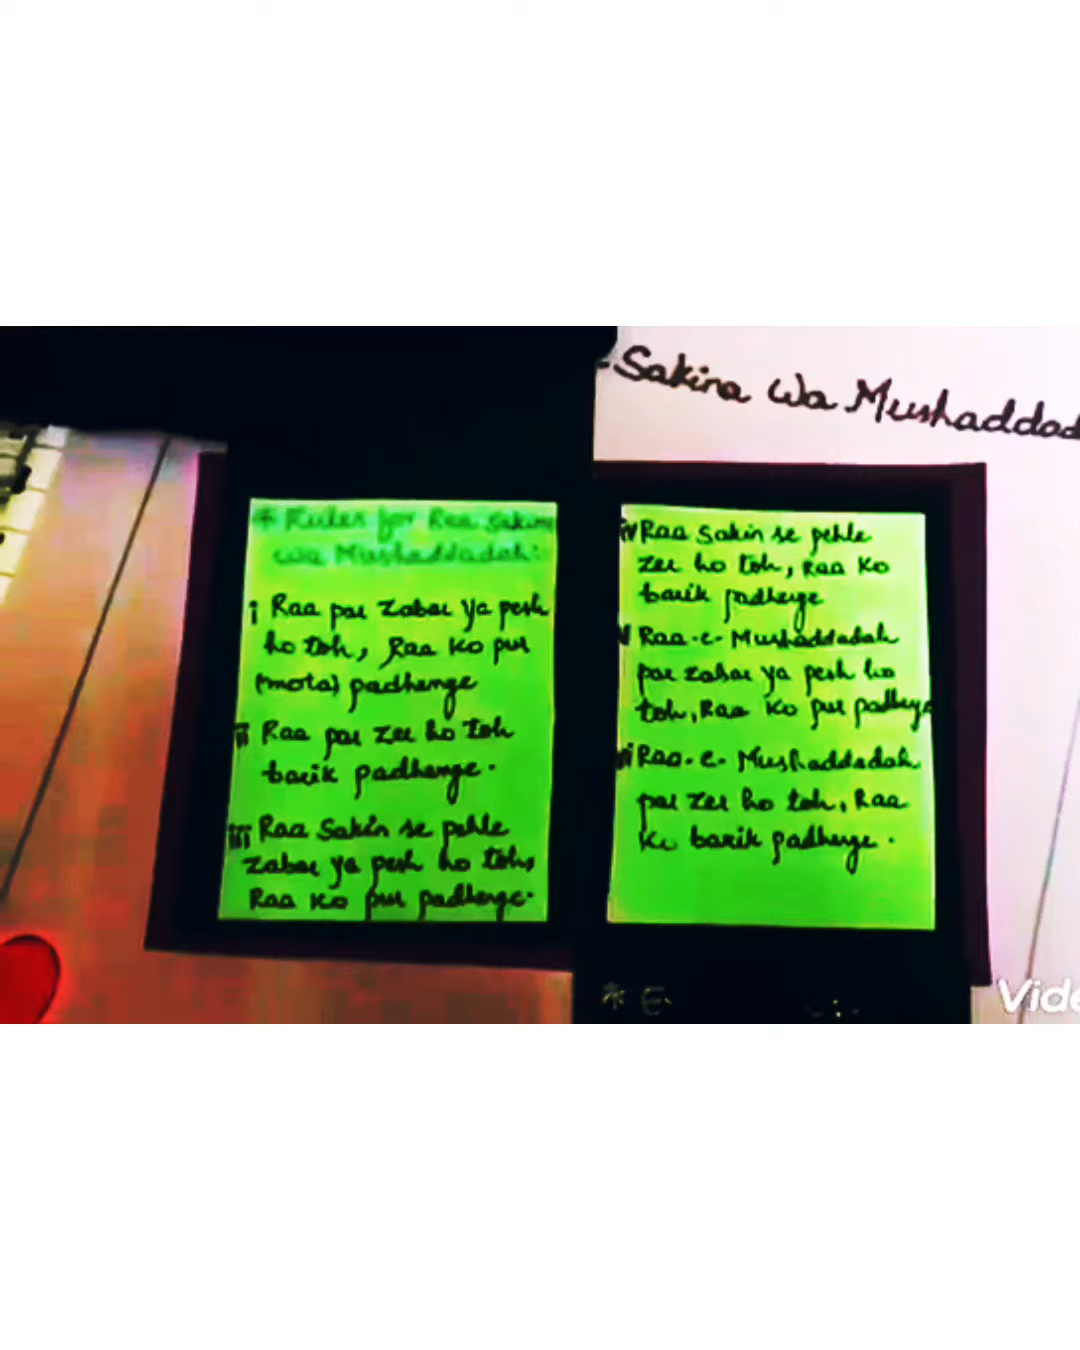 Sakina Wa Mushaddad
* Rules for Raa Sakina
wa Mushaddadah:
i Raa par Zabar ya pesh
ho toh, Raa Ko pur
(mota) padhenge
ii Raa par zer ho toh
barik padhenge.
iii Raa Sakin se pehle
Zabar ya pesh ho toh,
Raa Ko pur padhenge.
iv Raa Sakin se pehle
zer ho toh, Raa Ko
barik padhenge
v Raa-e-Mushaddadah
par zabar ya pesh ho
toh, Raa Ko pur padhenge
vi Raa-e-Mushaddadah
par zer ho toh, Raa
Ko barik padhenge.
* E
Vide